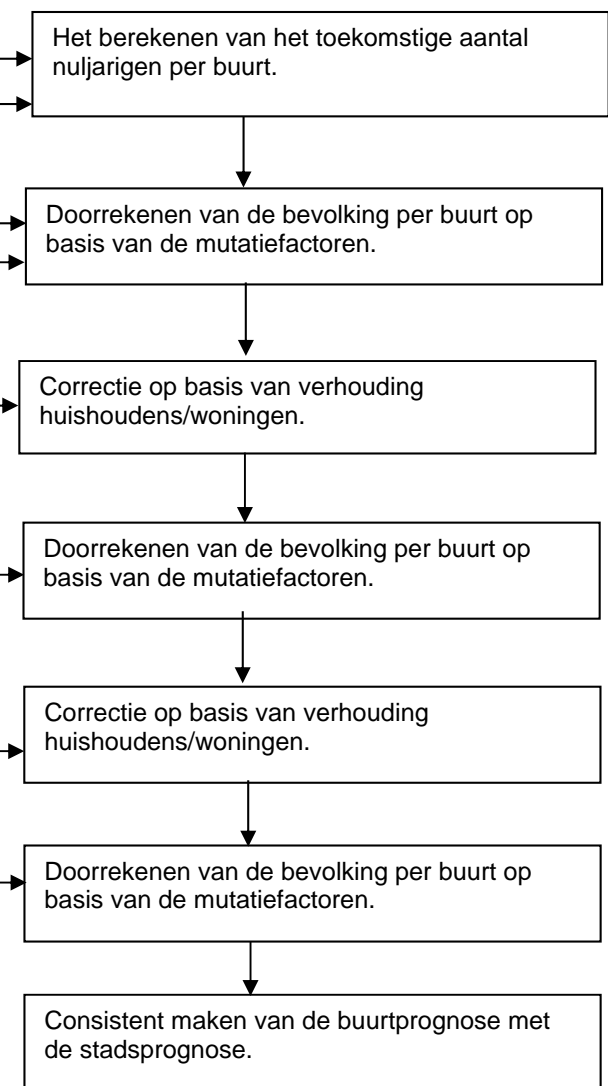 Het berekenen van het toekomstige aantal
nuljarigen per buurt.
Doorrekenen van de bevolking per buurt op
basis van de mutatiefactoren.
Correctie op basis van verhouding
huishoudens/woningen.
Doorrekenen van de bevolking per buurt op
basis van de mutatiefactoren.
Correctie op basis van verhouding
huishoudens/woningen.
Doorrekenen van de bevolking per buurt op
basis van de mutatiefactoren.
Consistent maken van de buurtprognose met
de stadsprognose.